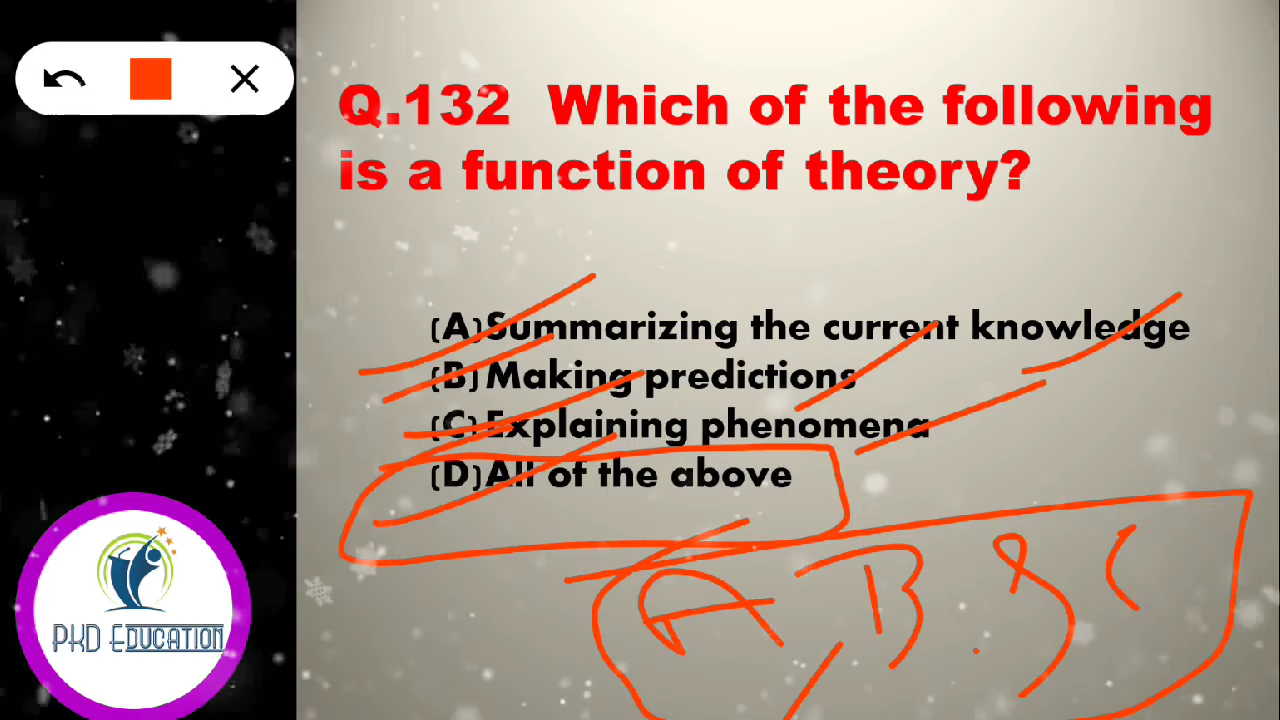 Q.132 Which of the following
is a function of theory?
(A)Summarizing the current knowledge
(B)Making predictions
(C)Explaining phenomena
(D)All of the above
A, B & C
PKD EDUCATION